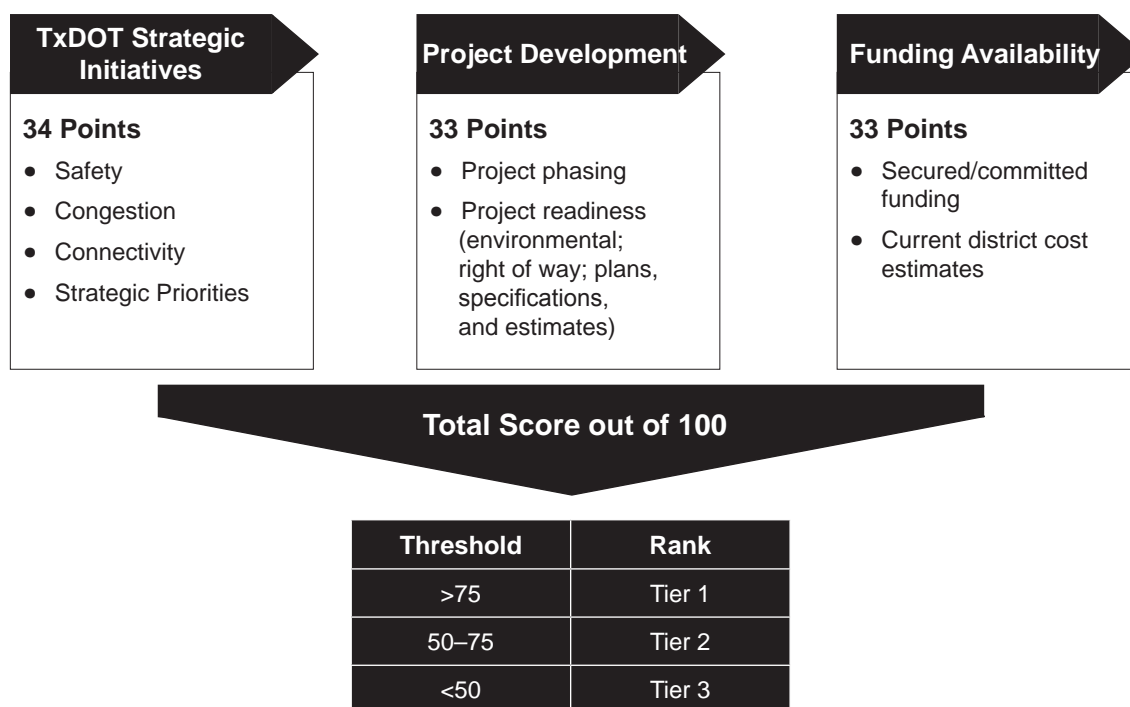 TxDOT Strategic
Initiatives
34 Points
● Safety
● Congestion
● Connectivity
● Strategic Priorities
Project Development
33 Points
● Project phasing
● Project readiness
(environmental;
right of way; plans,
specifications,
and estimates)
Funding Availability
33 Points
● Secured/committed
funding
● Current district cost
estimates
Total Score out of 100
Threshold Rank
>75 Tier 1
50–75 Tier 2
<50 Tier 3